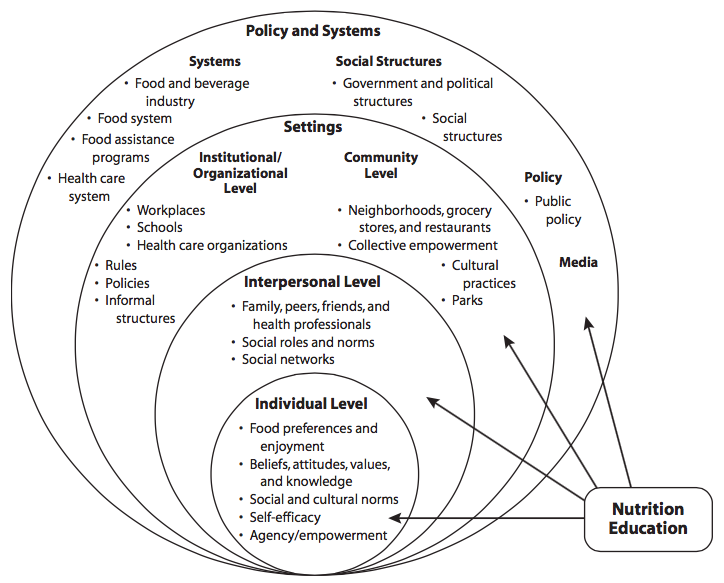 Policy and Systems
Systems
• Food and beverage
industry
• Food system
• Food assistance
programs
• Health care
system
Social Structures
• Government and political
structures
• Social
structures
Policy
• Public
policy
Media
Settings
Institutional/
Organizational
Level
• Workplaces
• Schools
• Health care organizations
• Rules
• Policies
• Informal
structures
Community
Level
• Neighborhoods, grocery
stores, and restaurants
• Collective empowerment
• Cultural
practices
• Parks
Interpersonal Level
• Family, peers, friends, and
health professionals
• Social roles and norms
• Social networks
Individual Level
• Food preferences and
enjoyment
• Beliefs, attitudes, values,
and knowledge
• Social and cultural norms
• Self-efficacy
• Agency/empowerment
Nutrition
Education